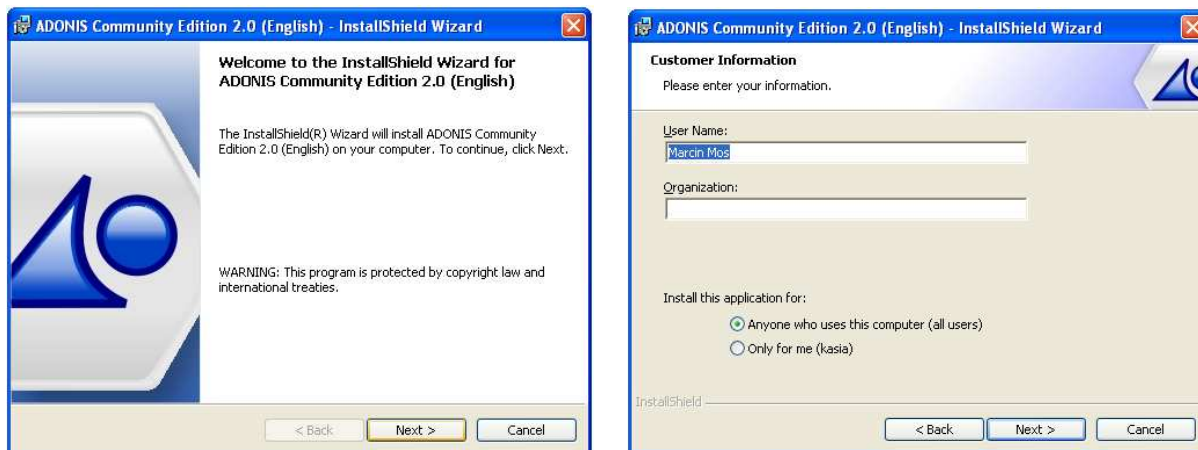 ADONIS Community Edition 2.0 (English) - InstallShield Wizard
Welcome to the InstallShield Wizard for
ADONIS Community Edition 2.0 (English)
The InstallShield(R) Wizard will install ADONIS Community
Edition 2.0 (English) on your computer. To continue, click Next.
WARNING: This program is protected by copyright law and
international treaties.
< Back
Next >
Cancel
ADONIS Community Edition 2.0 (English) - InstallShield Wizard
Customer Information
Please enter your information.
User Name:
Marcin Mos
Organization:
Install this application for:
Anyone who uses this computer (all users)
Only for me (kasia)
InstallShield
< Back
Next >
Cancel